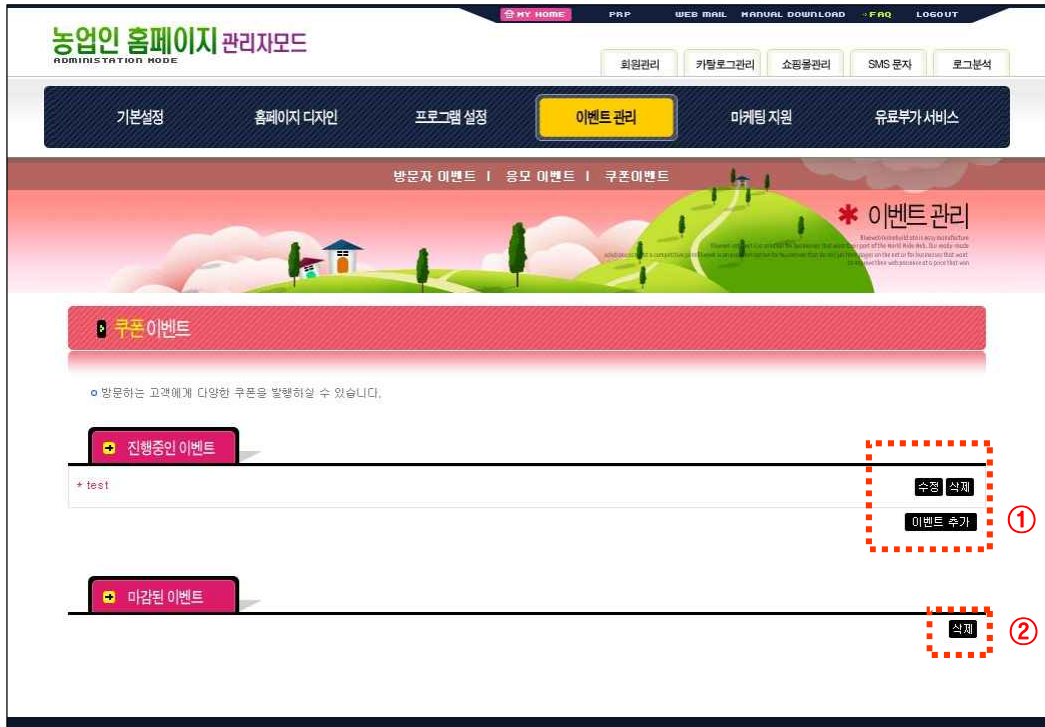 MY HOME PRP WEB MAIL MANUAL DOWNLOAD FAQ LOGOUT
농업인 홈페이지 관리자모드
ADMINISTATION MODE
회원관리 카탈로그관리 쇼핑몰관리 SMS 문자 로그분석
기본설정 홈페이지 디자인 프로그램 설정 이벤트 관리 마케팅 지원 유료부가 서비스
방문자 이벤트 | 응모 이벤트 | 쿠폰이벤트
* 이벤트 관리
쿠폰 이벤트
방문하는 고객에게 다양한 쿠폰을 발행하실 수 있습니다.
진행중인 이벤트
* test 수정 삭제
이벤트 추가 ①
마감된 이벤트
삭제 ②